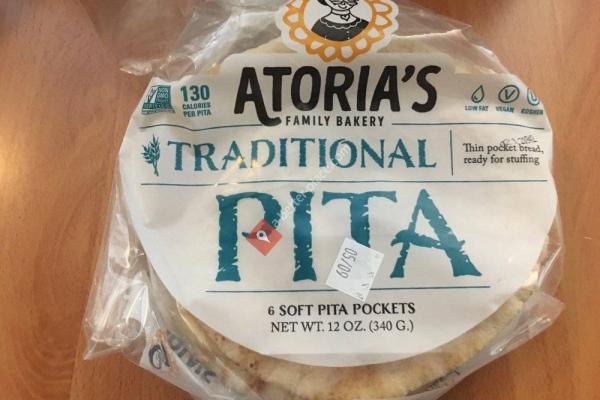 ATORIA'S
FAMILY BAKERY
130
CALORIES
PER PITA
LOW FAT
VEGAN
KOSHER
TRADITIONAL
Thin pocket bread,
ready for stuffing
PITA
05/09
6 SOFT PITA POCKETS
NET WT. 12 OZ. (340 G.)